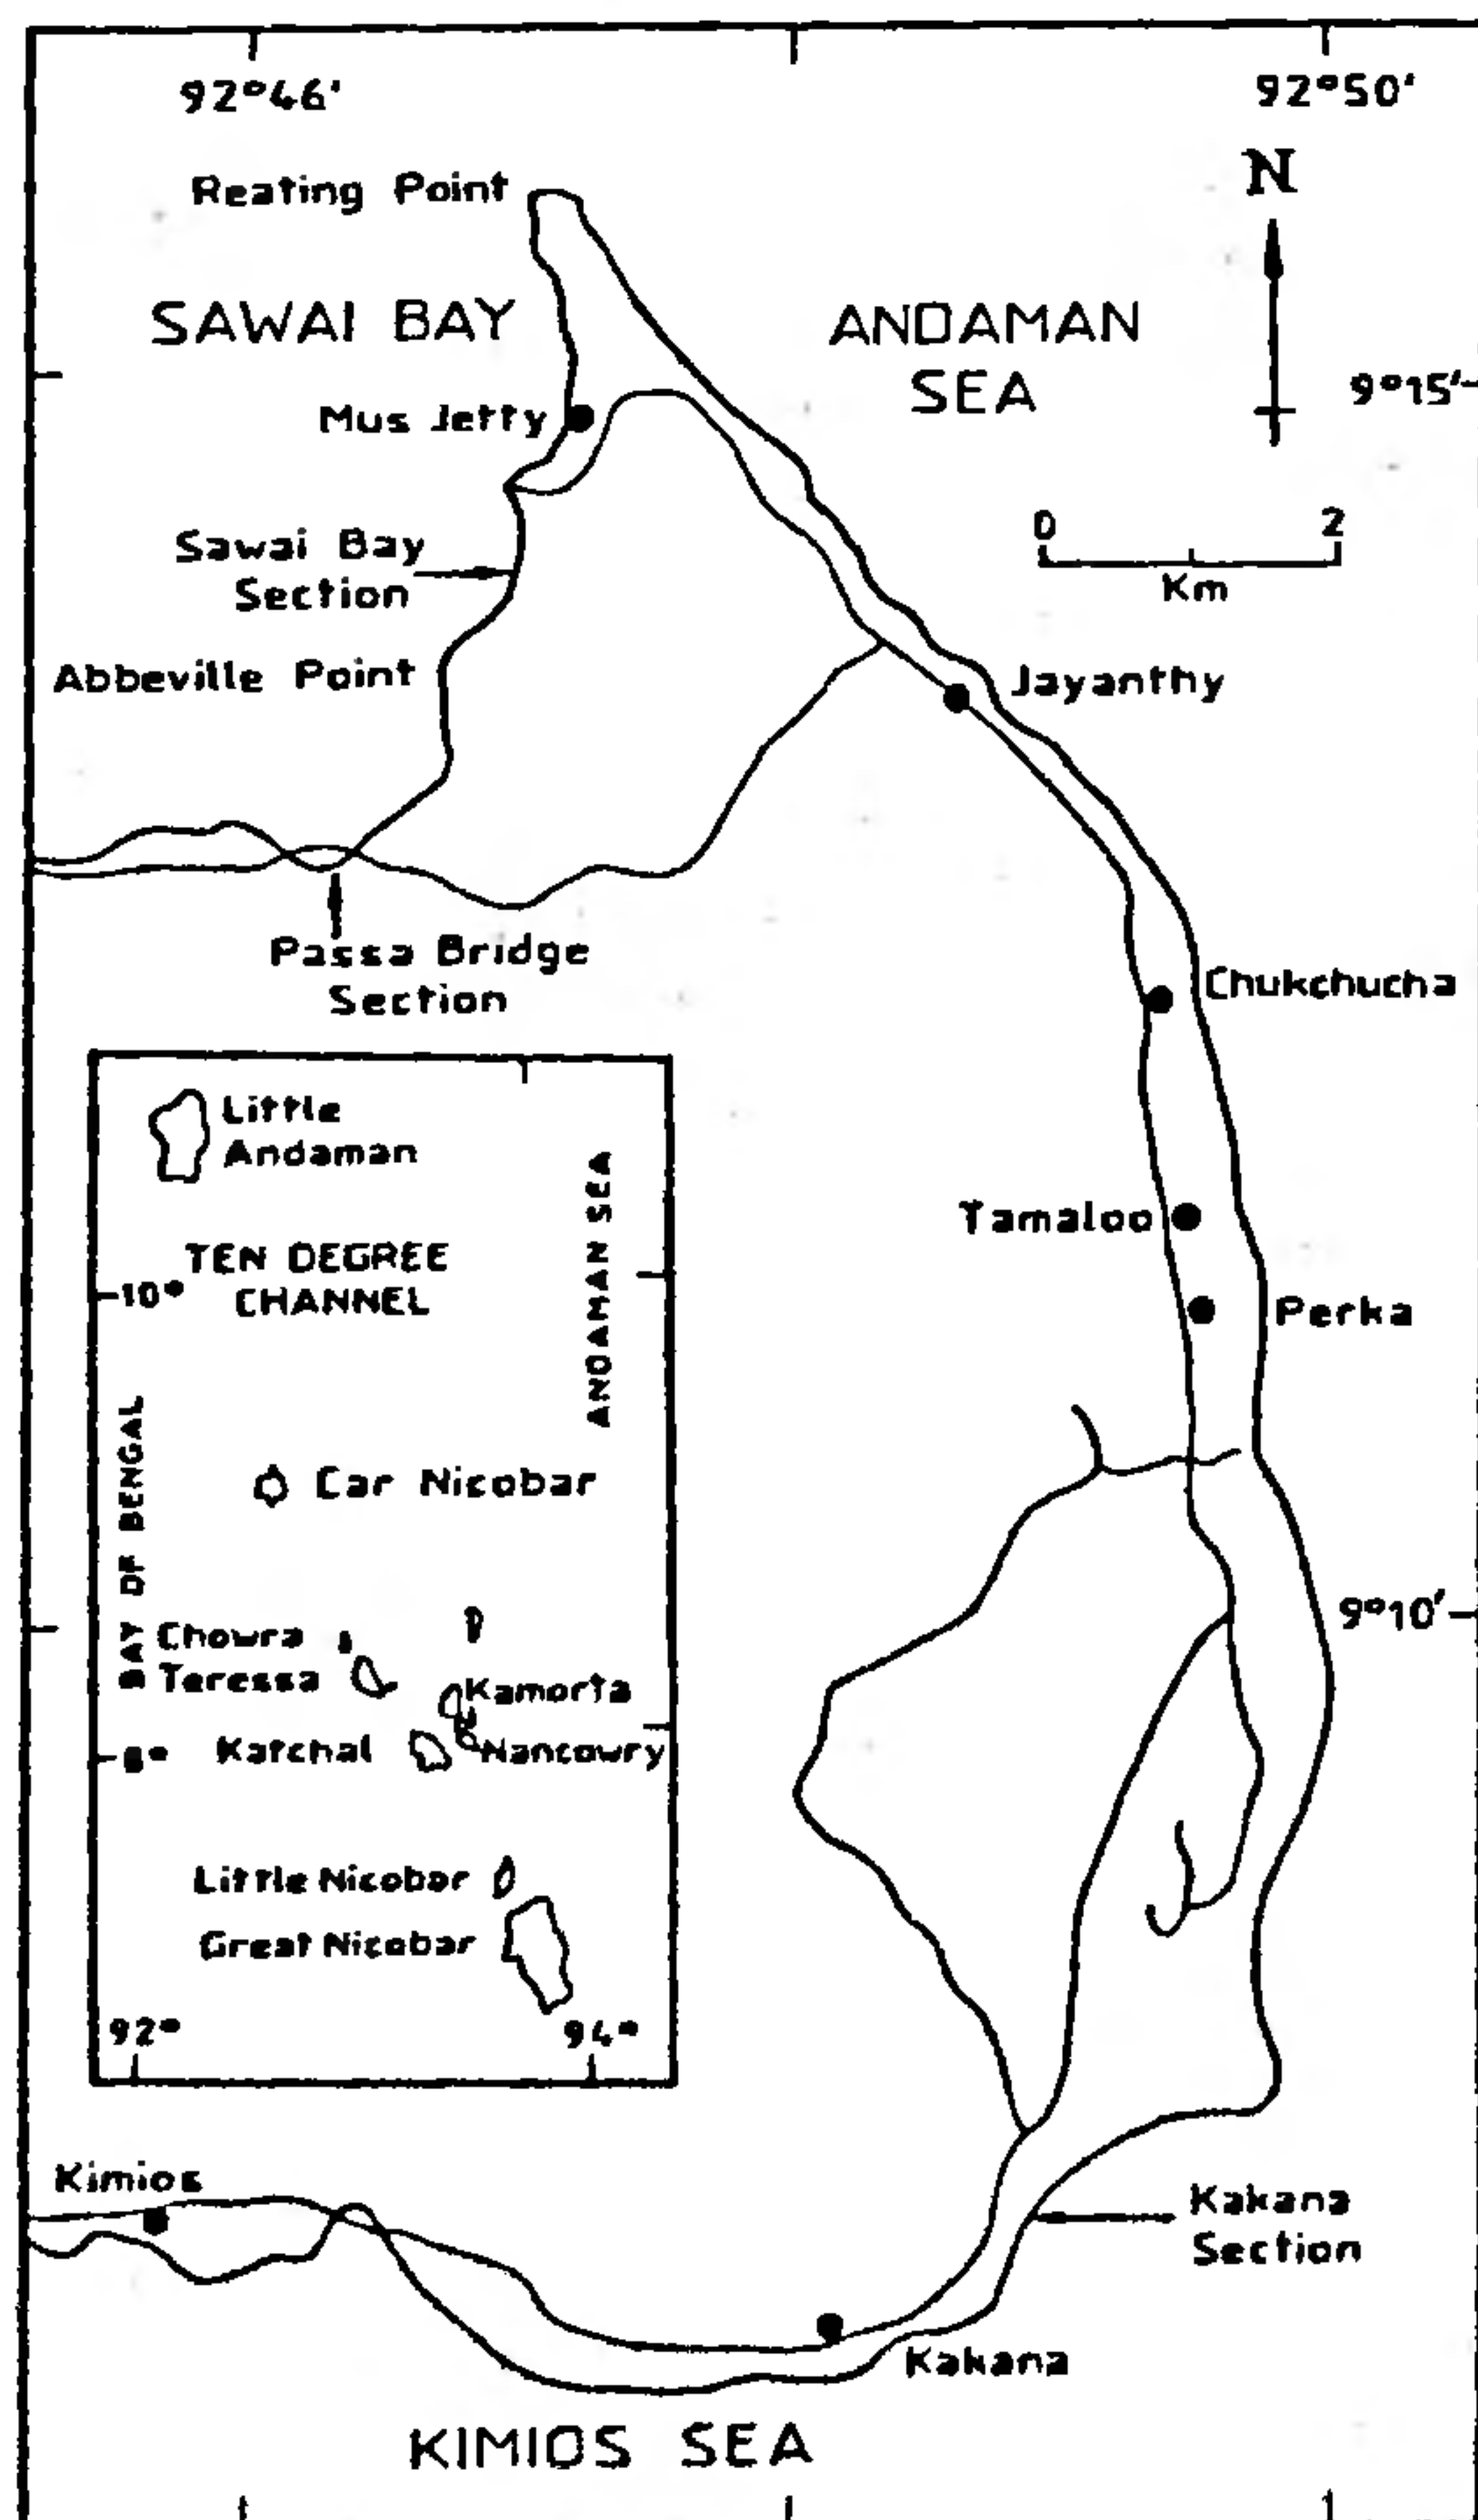 92°46'
92°50'
Reating Point
N
SAWAI BAY
ANDAMAN
SEA
9°15'
Mus Jetty
0 2
Km
Sawai Bay
Section
Abbeville Point
Jayanthy
Passa Bridge
Section
Chukchucha
Little
Andaman
ANDAMAN SEA
TEN DEGREE
CHANNEL
10°
Tamaloo
Perka
BAY OF BENGAL
Car Nicobar
Chowra
Teressa
Kamorta
9°10'
8°
Katchal
Nancowry
Little Nicobar
Great Nicobar
92°
94°
Kimios
Kakana
Section
Kakana
KIMIOS SEA